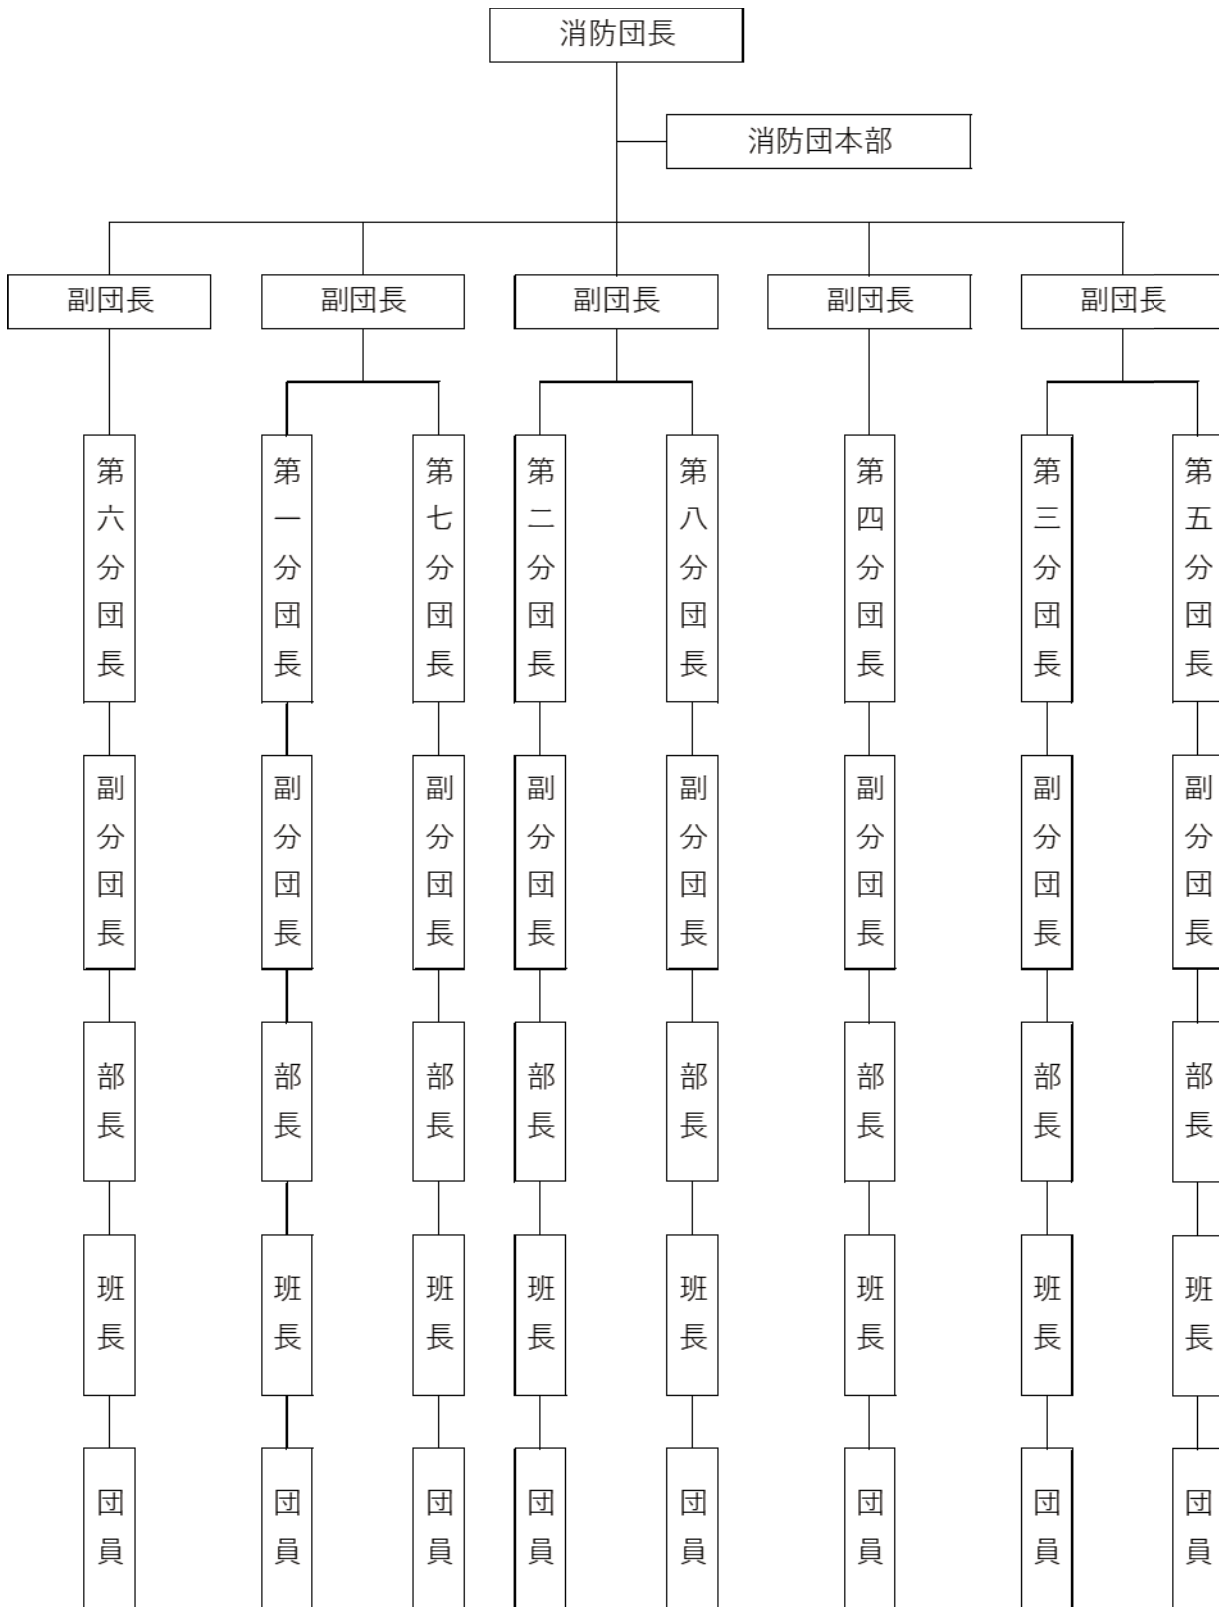 消防団長
消防団本部
副団長
副団長
副団長
副団長
副団長
第六分団長
第一分団長
第七分団長
第二分団長
第八分団長
第四分団長
第三分団長
第五分団長
副分団長
副分団長
副分団長
副分団長
副分団長
副分団長
副分団長
副分団長
部長
部長
部長
部長
部長
部長
部長
部長
班長
班長
班長
班長
班長
班長
班長
班長
団員
団員
団員
団員
団員
団員
団員
団員